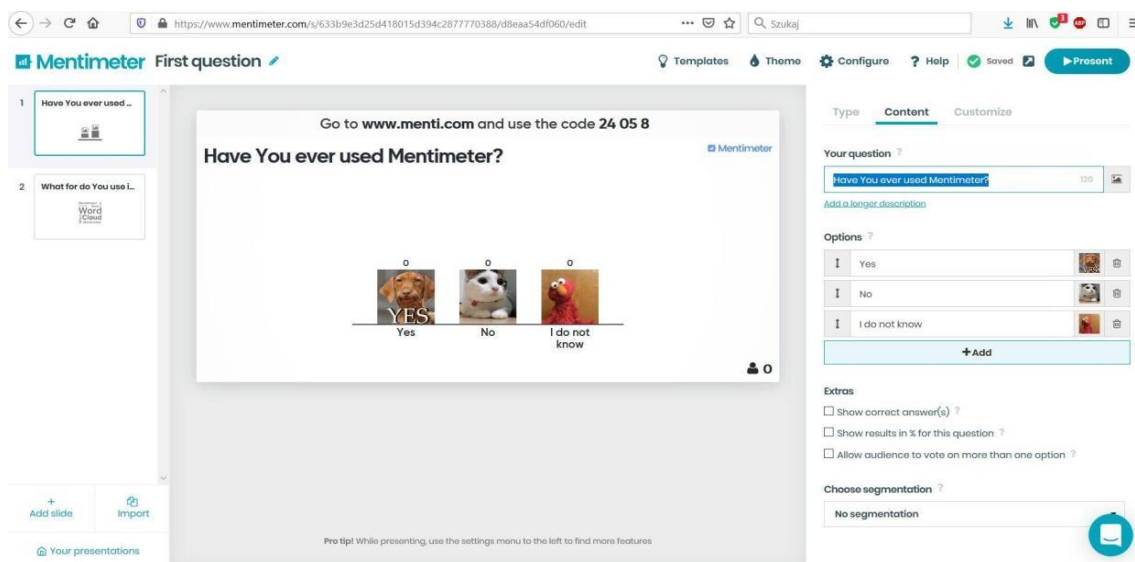 https://www.mentimeter.com/s/633b9e3d25d418015d394c2877770388/d8eaa54df060/edit
Szukaj
Mentimeter First question
Templates Theme Configure ? Help Saved Present
1 Have You ever used ...
2 What for do You use i...
Word
Cloud
+
Add slide
Import
Your presentations
Go to www.menti.com and use the code 24 05 8
Have You ever used Mentimeter?
Mentimeter
0 0 0
YES
Yes No I do not
know
0
Pro tip! While presenting, use the settings menu to the left to find more features
Type Content Customize
Your question ?
Have You ever used Mentimeter? 120
Add a longer description
Options ?
Yes
No
I do not know
+Add
Extras
Show correct answer(s) ?
Show results in % for this question ?
Allow audience to vote on more than one option ?
Choose segmentation ?
No segmentation